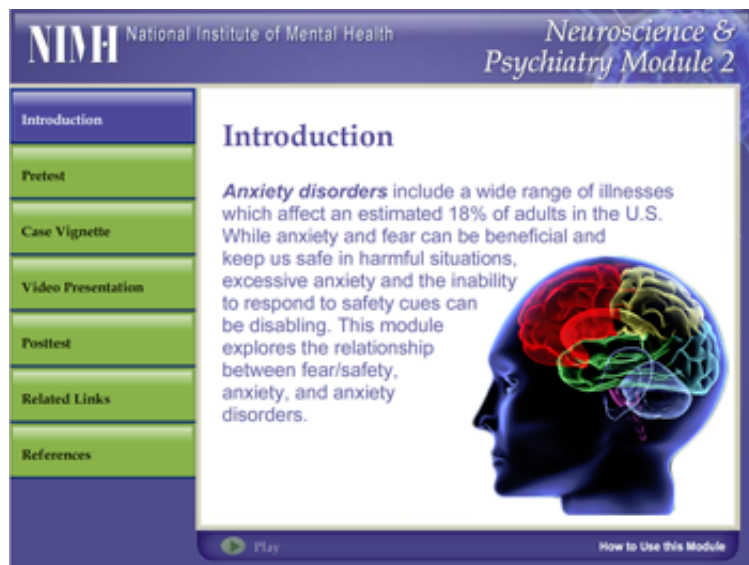 NIMH National Institute of Mental Health
Neuroscience &
Psychiatry Module 2
Introduction
Pretest
Case Vignette
Video Presentation
Posttest
Related Links
References
Introduction
Anxiety disorders include a wide range of illnesses
which affect an estimated 18% of adults in the U.S.
While anxiety and fear can be beneficial and
keep us safe in harmful situations,
excessive anxiety and the inability
to respond to safety cues can
be disabling. This module
explores the relationship
between fear/safety,
anxiety, and anxiety
disorders.
Play
How to Use this Module